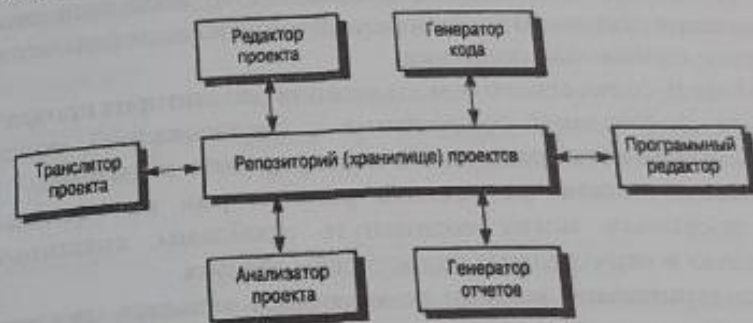 Редактор
проекта
Генератор
кода
Транслятор
проекта
Репозиторий (хранилище) проектов
Программный
редактор
Анализатор
проекта
Генератор
отчетов